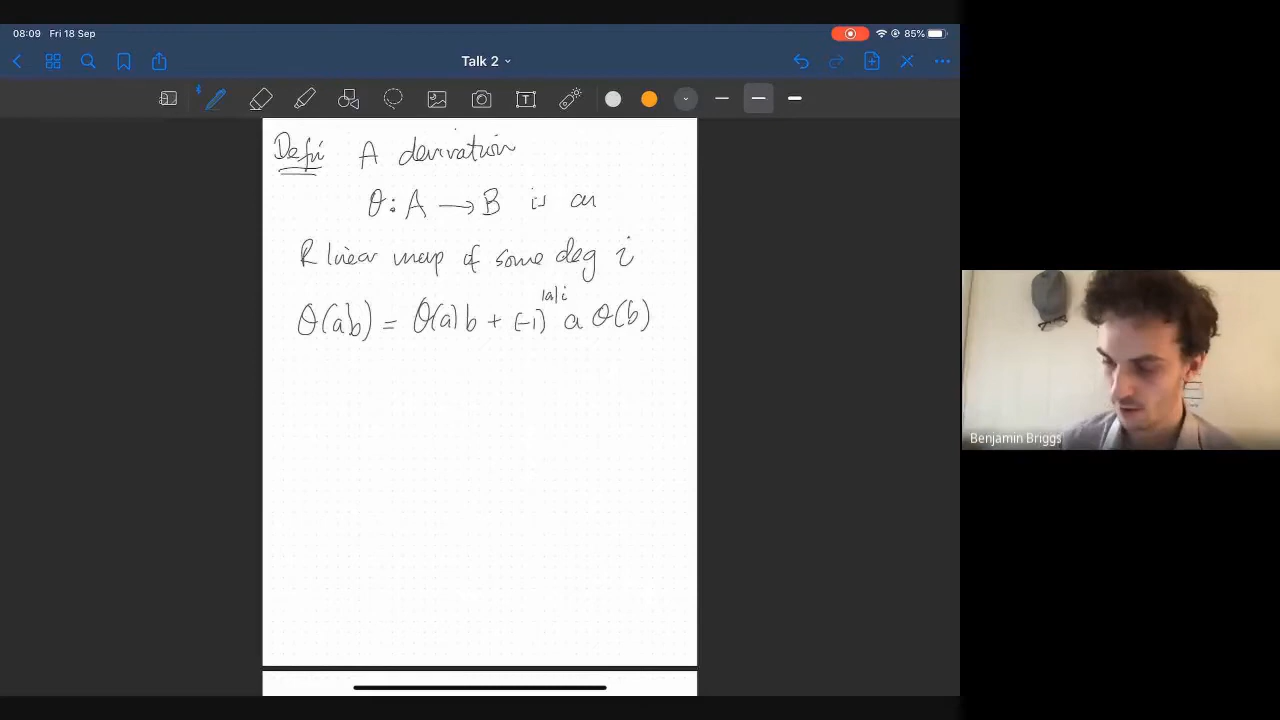 08:09 Fri 18 Sep
85%
Talk 2
Defn A derivation
θ: A → B is an
R linear map of some deg i
θ(ab) = θ(a)b + (-1)^{|a|i} a θ(b)
Benjamin Briggs